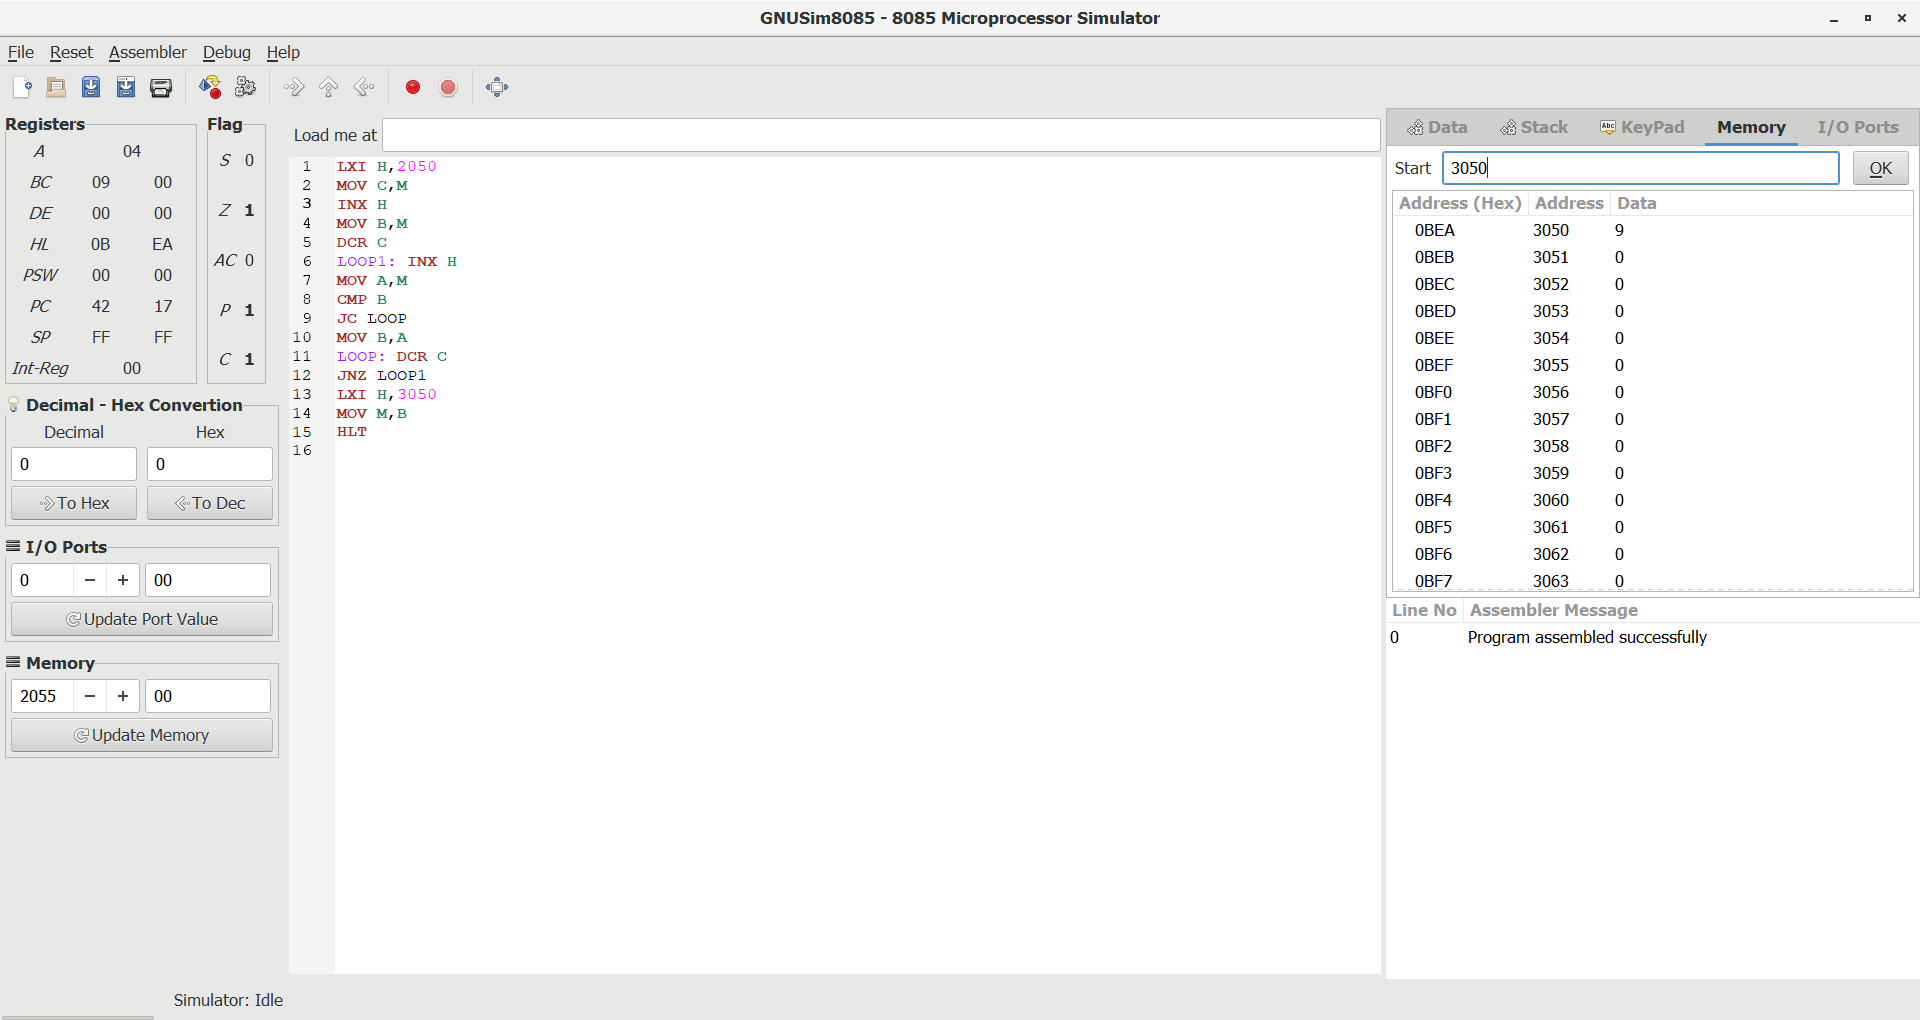 GNUSim8085 - 8085 Microprocessor Simulator
File Reset Assembler Debug Help
Registers
A 04
BC 09 00
DE 00 00
HL 0B EA
PSW 00 00
PC 42 17
SP FF FF
Int-Reg 00
Flag
S 0
Z 1
AC 0
P 1
C 1
Decimal - Hex Convertion
Decimal Hex
0 0
To Hex To Dec
I/O Ports
0 − + 00
Update Port Value
Memory
2055 − + 00
Update Memory
Load me at
1 LXI H,2050
2 MOV C,M
3 INX H
4 MOV B,M
5 DCR C
6 LOOP1: INX H
7 MOV A,M
8 CMP B
9 JC LOOP
10 MOV B,A
11 LOOP: DCR C
12 JNZ LOOP1
13 LXI H,3050
14 MOV M,B
15 HLT
16
Data Stack Abc KeyPad Memory I/O Ports
Start 3050 OK
Address (Hex) Address Data
0BEA 3050 9
0BEB 3051 0
0BEC 3052 0
0BED 3053 0
0BEE 3054 0
0BEF 3055 0
0BF0 3056 0
0BF1 3057 0
0BF2 3058 0
0BF3 3059 0
0BF4 3060 0
0BF5 3061 0
0BF6 3062 0
0BF7 3063 0
Line No Assembler Message
0 Program assembled successfully
Simulator: Idle